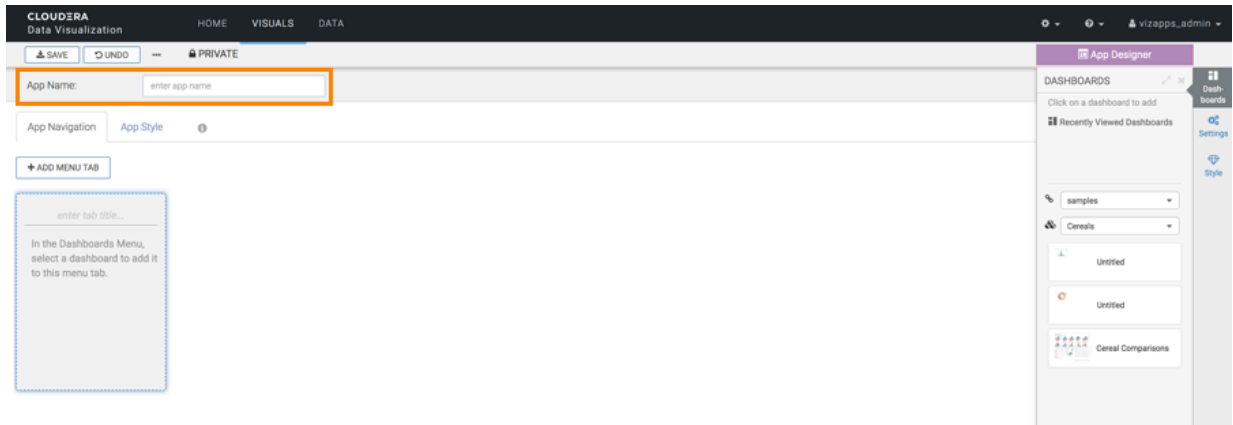 CLOUDERA
Data Visualization
HOME VISUALS DATA
vizapps_admin
SAVE UNDO ... PRIVATE
App Designer
App Name: enter app name
DASHBOARDS
Dash-
boards
Click on a dashboard to add
Recently Viewed Dashboards
Settings
Style
App Navigation App Style
+ ADD MENU TAB
enter tab title...
In the Dashboards Menu,
select a dashboard to add it
to this menu tab.
samples
Cereals
Untitled
Untitled
Cereal Comparisons